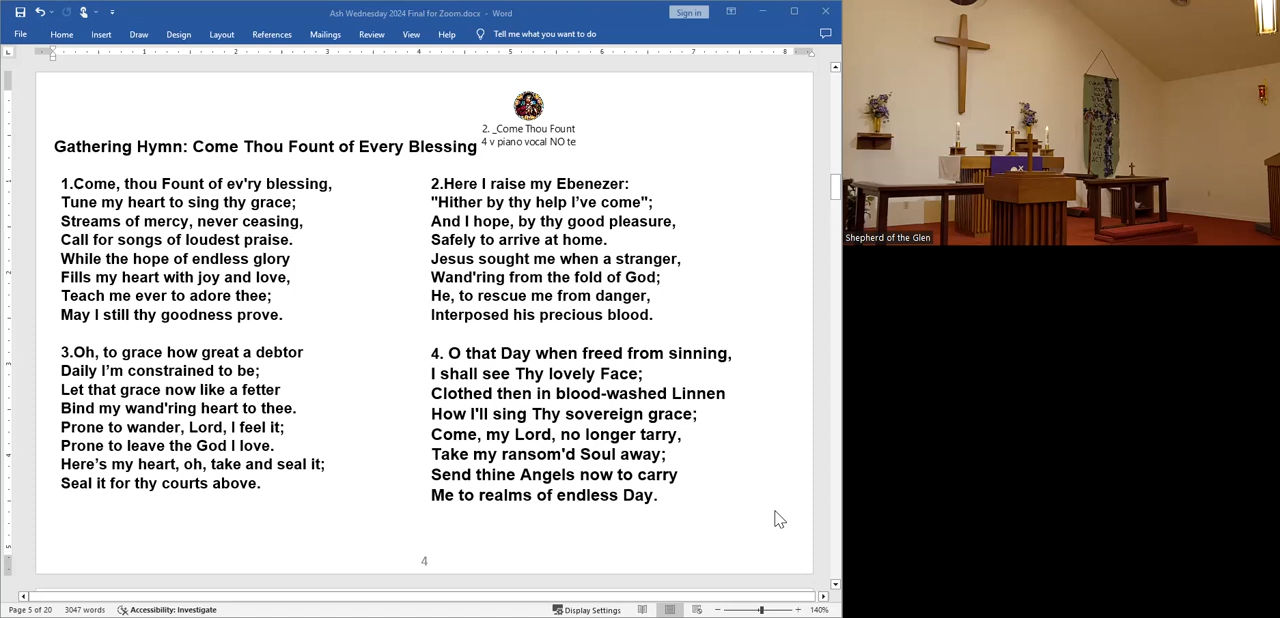 Ash Wednesday 2024 Final for Zoom.docx - Word
Sign in
File Home Insert Draw Design Layout References Mailings Review View Help Tell me what you want to do
1 2 3 4 5 6 7 8
2. _Come Thou Fount
4 v piano vocal NO te
Gathering Hymn: Come Thou Fount of Every Blessing
1.Come, thou Fount of ev'ry blessing,
Tune my heart to sing thy grace;
Streams of mercy, never ceasing,
Call for songs of loudest praise.
While the hope of endless glory
Fills my heart with joy and love,
Teach me ever to adore thee;
May I still thy goodness prove.
2.Here I raise my Ebenezer:
"Hither by thy help I’ve come";
And I hope, by thy good pleasure,
Safely to arrive at home.
Jesus sought me when a stranger,
Wand'ring from the fold of God;
He, to rescue me from danger,
Interposed his precious blood.
3.Oh, to grace how great a debtor
Daily I’m constrained to be;
Let that grace now like a fetter
Bind my wand'ring heart to thee.
Prone to wander, Lord, I feel it;
Prone to leave the God I love.
Here’s my heart, oh, take and seal it;
Seal it for thy courts above.
4. O that Day when freed from sinning,
I shall see Thy lovely Face;
Clothed then in blood-washed Linnen
How I'll sing Thy sovereign grace;
Come, my Lord, no longer tarry,
Take my ransom'd Soul away;
Send thine Angels now to carry
Me to realms of endless Day.
4
Page 5 of 20 3047 words Accessibility: Investigate Display Settings 140%
Shepherd of the Glen